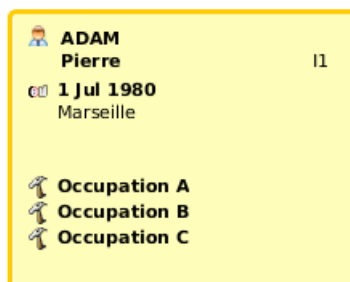 ADAM
Pierre I1
1 Jul 1980
Marseille
Occupation A
Occupation B
Occupation C